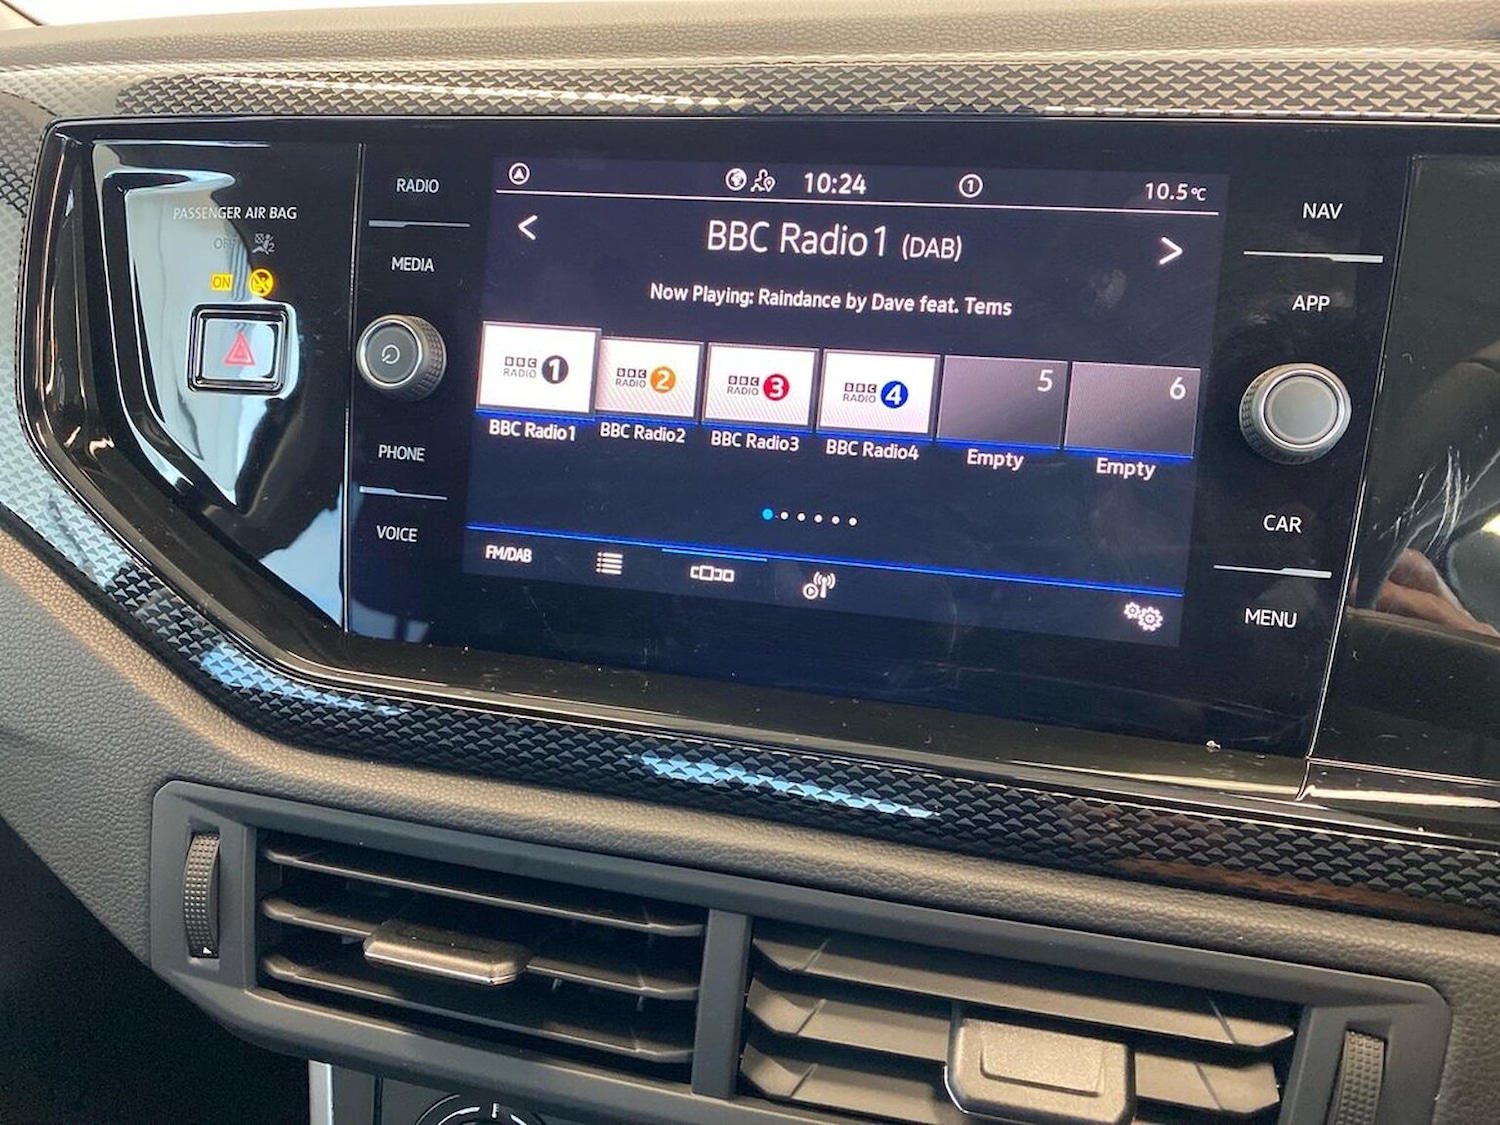 PASSENGER AIR BAG
OFF
ON
RADIO
MEDIA
PHONE
VOICE
10:24
1
10.5°C
BBC Radio1 (DAB)
Now Playing: Raindance by Dave feat. Tems
BBC RADIO 1
BBC RADIO 2
BBC RADIO 3
BBC RADIO 4
5
6
BBC Radio1
BBC Radio2
BBC Radio3
BBC Radio4
Empty
Empty
FM/DAB
NAV
APP
CAR
MENU